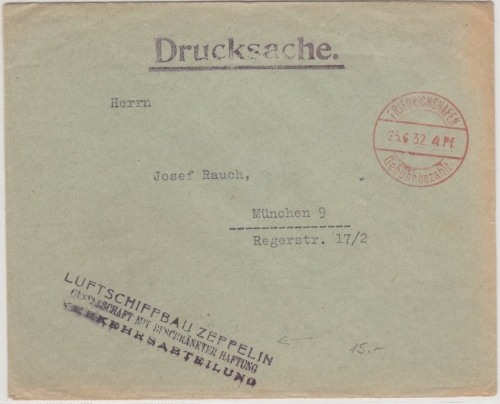 Drucksache.
Herrn
FRIEDRICHSHAFEN
25.6.32.4
Gebühr bezahlt
Josef Rauch,
München 9
Regerstr. 17/2
LUFTSCHIFFBAU ZEPPELIN
GESELLSCHAFT MIT BESCHRÄNKTER HAFTUNG
VERKEHRSABTEILUNG
15.-